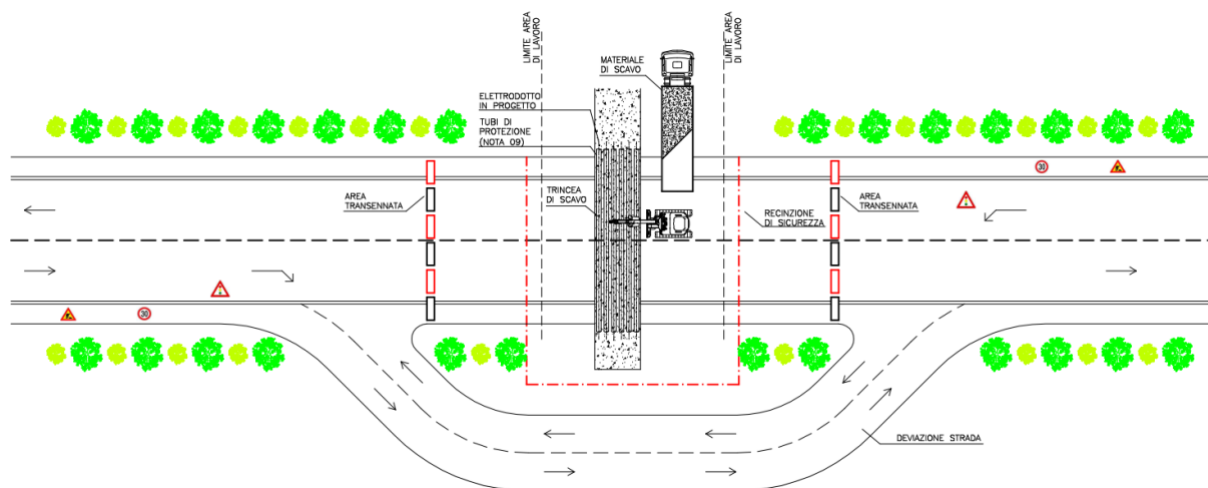 LIMITE AREA
DI LAVORO
LIMITE AREA
DI LAVORO
MATERIALE
DI SCAVO
ELETTRODOTTO
IN PROGETTO
TUBI DI
PROTEZIONE
(NOTA 09)
TRINCEA
DI SCAVO
AREA
TRANSENNATA
RECINZIONE
DI SICUREZZA
AREA
TRANSENNATA
30
30
DEVIAZIONE STRADA